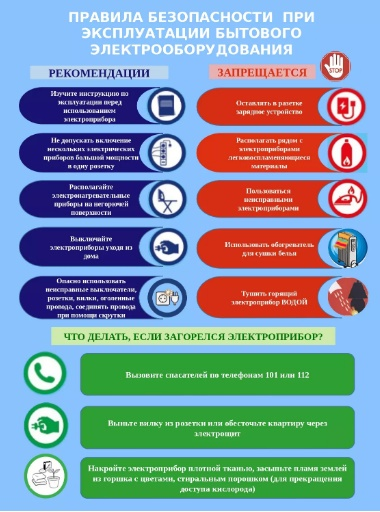 ПРАВИЛА БЕЗОПАСНОСТИ ПРИ
ЭКСПЛУАТАЦИИ БЫТОВОГО
ЭЛЕКТРООБОРУДОВАНИЯ
РЕКОМЕНДАЦИИ
Изучите инструкцию по
эксплуатации перед
использованием
электроприбора
Не допускать включение
нескольких электрических
приборов большой мощности
в одну розетку
Располагайте
электронагревательные
приборы на негорючей
поверхности
Выключайте
электроприборы уходя из
дома
Опасно использовать
неисправные выключатели,
розетки, вилки, оголенные
провода, соединять провода
при помощи скрутки
ЗАПРЕЩАЕТСЯ
STOP
Оставлять в розетке
зарядное устройство
Располагать рядом с
электроприборами
легковоспламеняющиеся
материалы
Пользоваться
неисправными
электроприборами
Использовать обогреватель
для сушки белья
Тушить горящий
электроприбор ВОДОЙ
ЧТО ДЕЛАТЬ, ЕСЛИ ЗАГОРЕЛСЯ ЭЛЕКТРОПРИБОР?
Вызовите спасателей по телефонам 101 или 112
Выньте вилку из розетки или обесточьте квартиру через
электрощит
Накройте электроприбор плотной тканью, засыпьте пламя землей
из горшка с цветами, стиральным порошком (для прекращения
доступа кислорода)